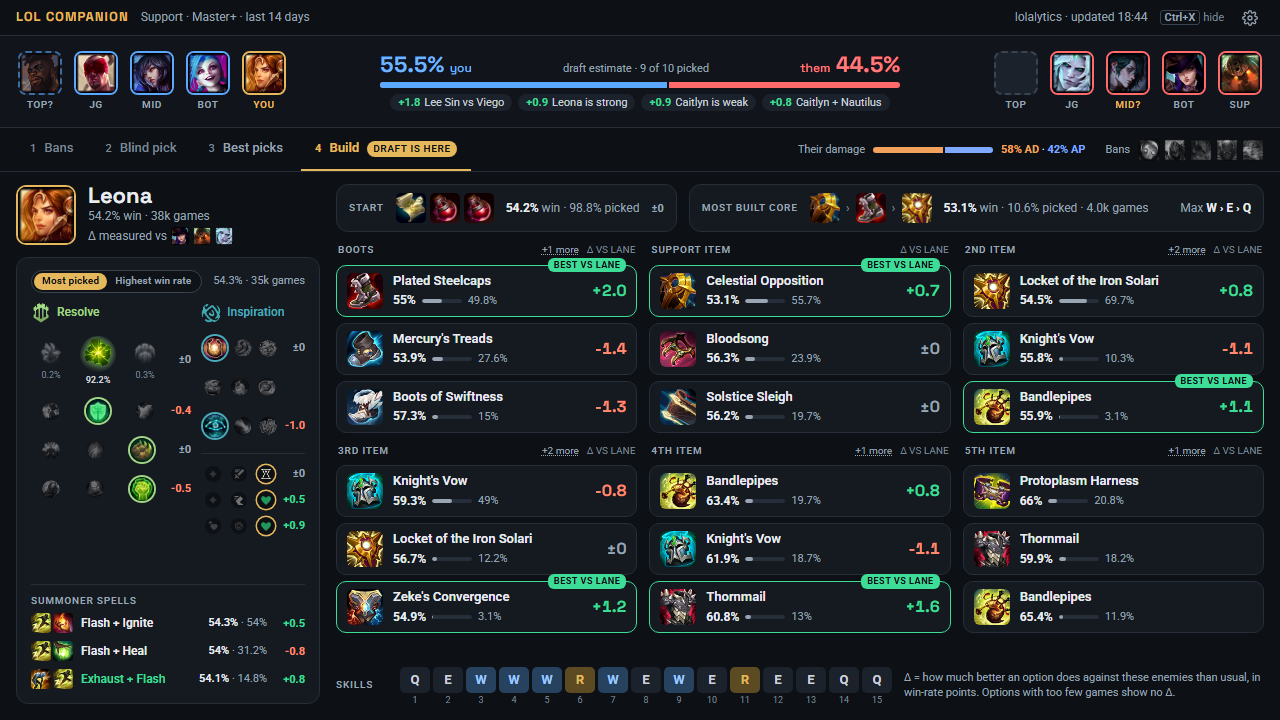 LOL COMPANION Support · Master+ · last 14 days lolalytics · updated 18:44 Ctrl+X hide
55.5% you draft estimate · 9 of 10 picked them 44.5%
+1.8 Lee Sin vs Viego +0.9 Leona is strong +0.9 Caitlyn is weak +0.8 Caitlyn + Nautilus
TOP? JG MID BOT YOU TOP JG MID? BOT SUP
1 Bans 2 Blind pick 3 Best picks 4 Build DRAFT IS HERE Their damage 58% AD · 42% AP Bans
Leona
54.2% win · 38k games
Δ measured vs
START 54.2% win · 98.8% picked ±0
MOST BUILT CORE › › 53.1% win · 10.6% picked · 4.0k games Max W › E › Q
Most picked Highest win rate 54.3% · 35k games
Resolve Inspiration
±0 ±0
0.2% 92.2% 0.3%
-0.4
±0 -1.0
-0.5
±0
+0.5
+0.9
SUMMONER SPELLS
Flash + Ignite 54.3% · 54% +0.5
Flash + Heal 54% · 31.2% -0.8
Exhaust + Flash 54.1% · 14.8% +0.8
BOOTS +1 more Δ VS LANE
BEST VS LANE
Plated Steelcaps
55% 49.8% +2.0
Mercury's Treads
53.9% 27.6% -1.4
Boots of Swiftness
57.3% 15% -1.3
SUPPORT ITEM Δ VS LANE
BEST VS LANE
Celestial Opposition
53.1% 55.7% +0.7
Bloodsong
56.3% 23.9% ±0
Solstice Sleigh
56.2% 19.7% ±0
2ND ITEM +2 more Δ VS LANE
Locket of the Iron Solari
54.5% 69.7% +0.8
Knight's Vow
55.8% 10.3% -1.1
BEST VS LANE
Bandlepipes
55.9% 3.1% +1.1
3RD ITEM +2 more Δ VS LANE
Knight's Vow
59.3% 49% -0.8
Locket of the Iron Solari
56.7% 12.2% ±0
BEST VS LANE
Zeke's Convergence
54.9% 3.1% +1.2
4TH ITEM +1 more Δ VS LANE
Bandlepipes
63.4% 19.7% +0.8
Knight's Vow
61.9% 18.7% -1.1
BEST VS LANE
Thornmail
60.8% 13% +1.6
5TH ITEM +1 more Δ VS LANE
Protoplasm Harness
66% 20.8%
Thornmail
59.9% 18.2%
Bandlepipes
65.4% 11.9%
SKILLS Q E W W W R W E W E R E E Q Q
1 2 3 4 5 6 7 8 9 10 11 12 13 14 15
Δ = how much better an option does against these enemies than usual, in
win-rate points. Options with too few games show no Δ.